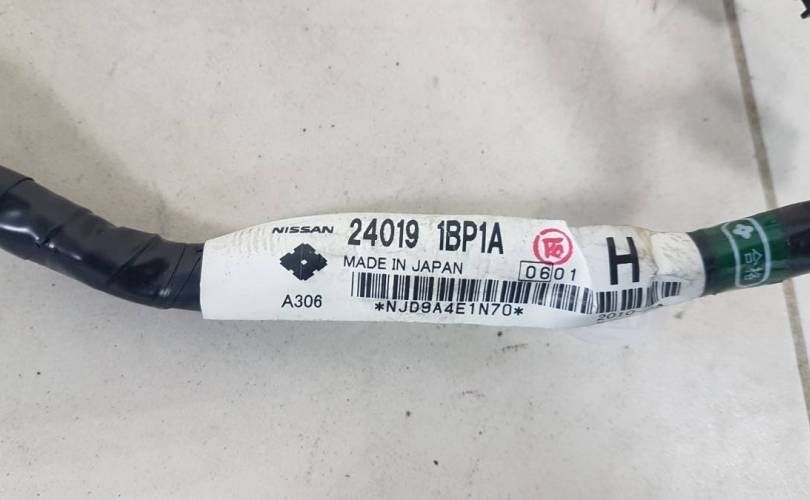 NISSAN 24019 1BP1A
MADE IN JAPAN
0601 H
A306
*NJD9A4E1N70*
合格